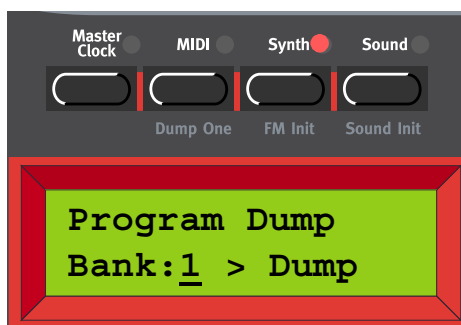 Master Clock MIDI Synth Sound
Dump One FM Init Sound Init
Program Dump
Bank:1 > Dump